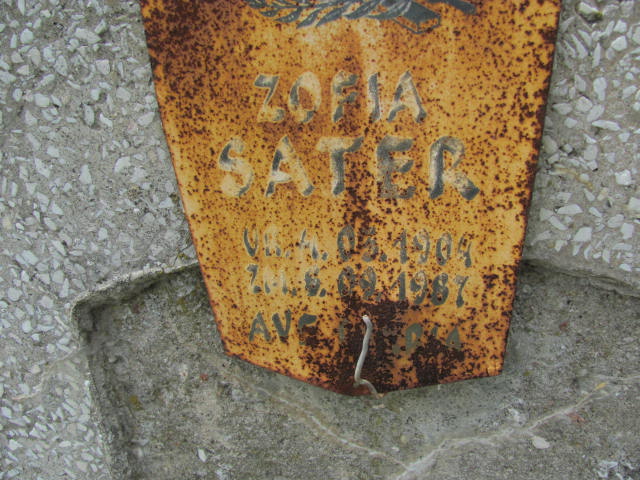 ZOFIA
SATER
UR. 4. 05. 1904
ZM. 6. 09. 1987
AVE